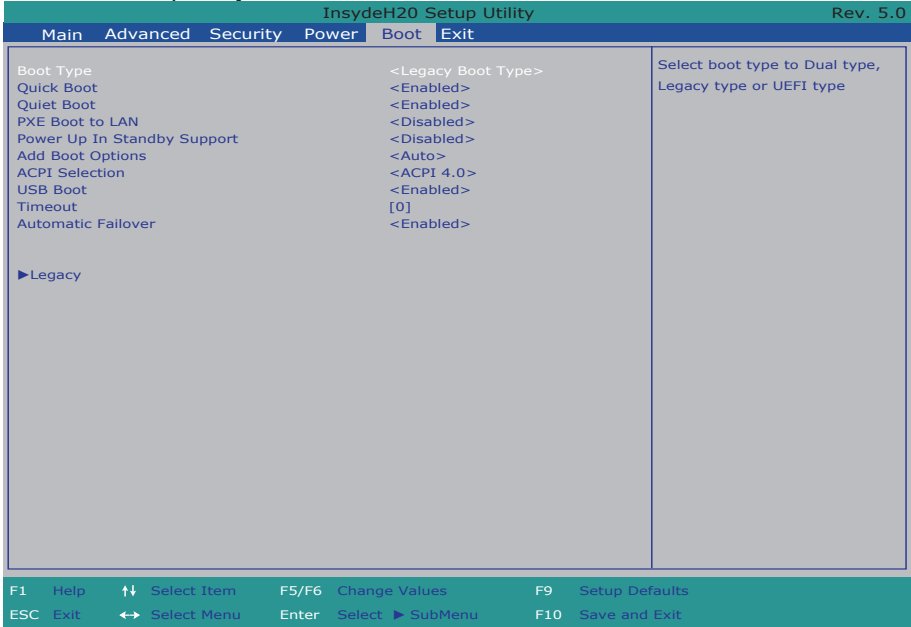 InsydeH20 Setup Utility Rev. 5.0
Main Advanced Security Power Boot Exit
Boot Type <Legacy Boot Type>
Quick Boot <Enabled>
Quiet Boot <Enabled>
PXE Boot to LAN <Disabled>
Power Up In Standby Support <Disabled>
Add Boot Options <Auto>
ACPI Selection <ACPI 4.0>
USB Boot <Enabled>
Timeout [0]
Automatic Failover <Enabled>
►Legacy
Select boot type to Dual type,
Legacy type or UEFI type
F1 Help ↑↓ Select Item F5/F6 Change Values F9 Setup Defaults
ESC Exit ↔ Select Menu Enter Select ► SubMenu F10 Save and Exit